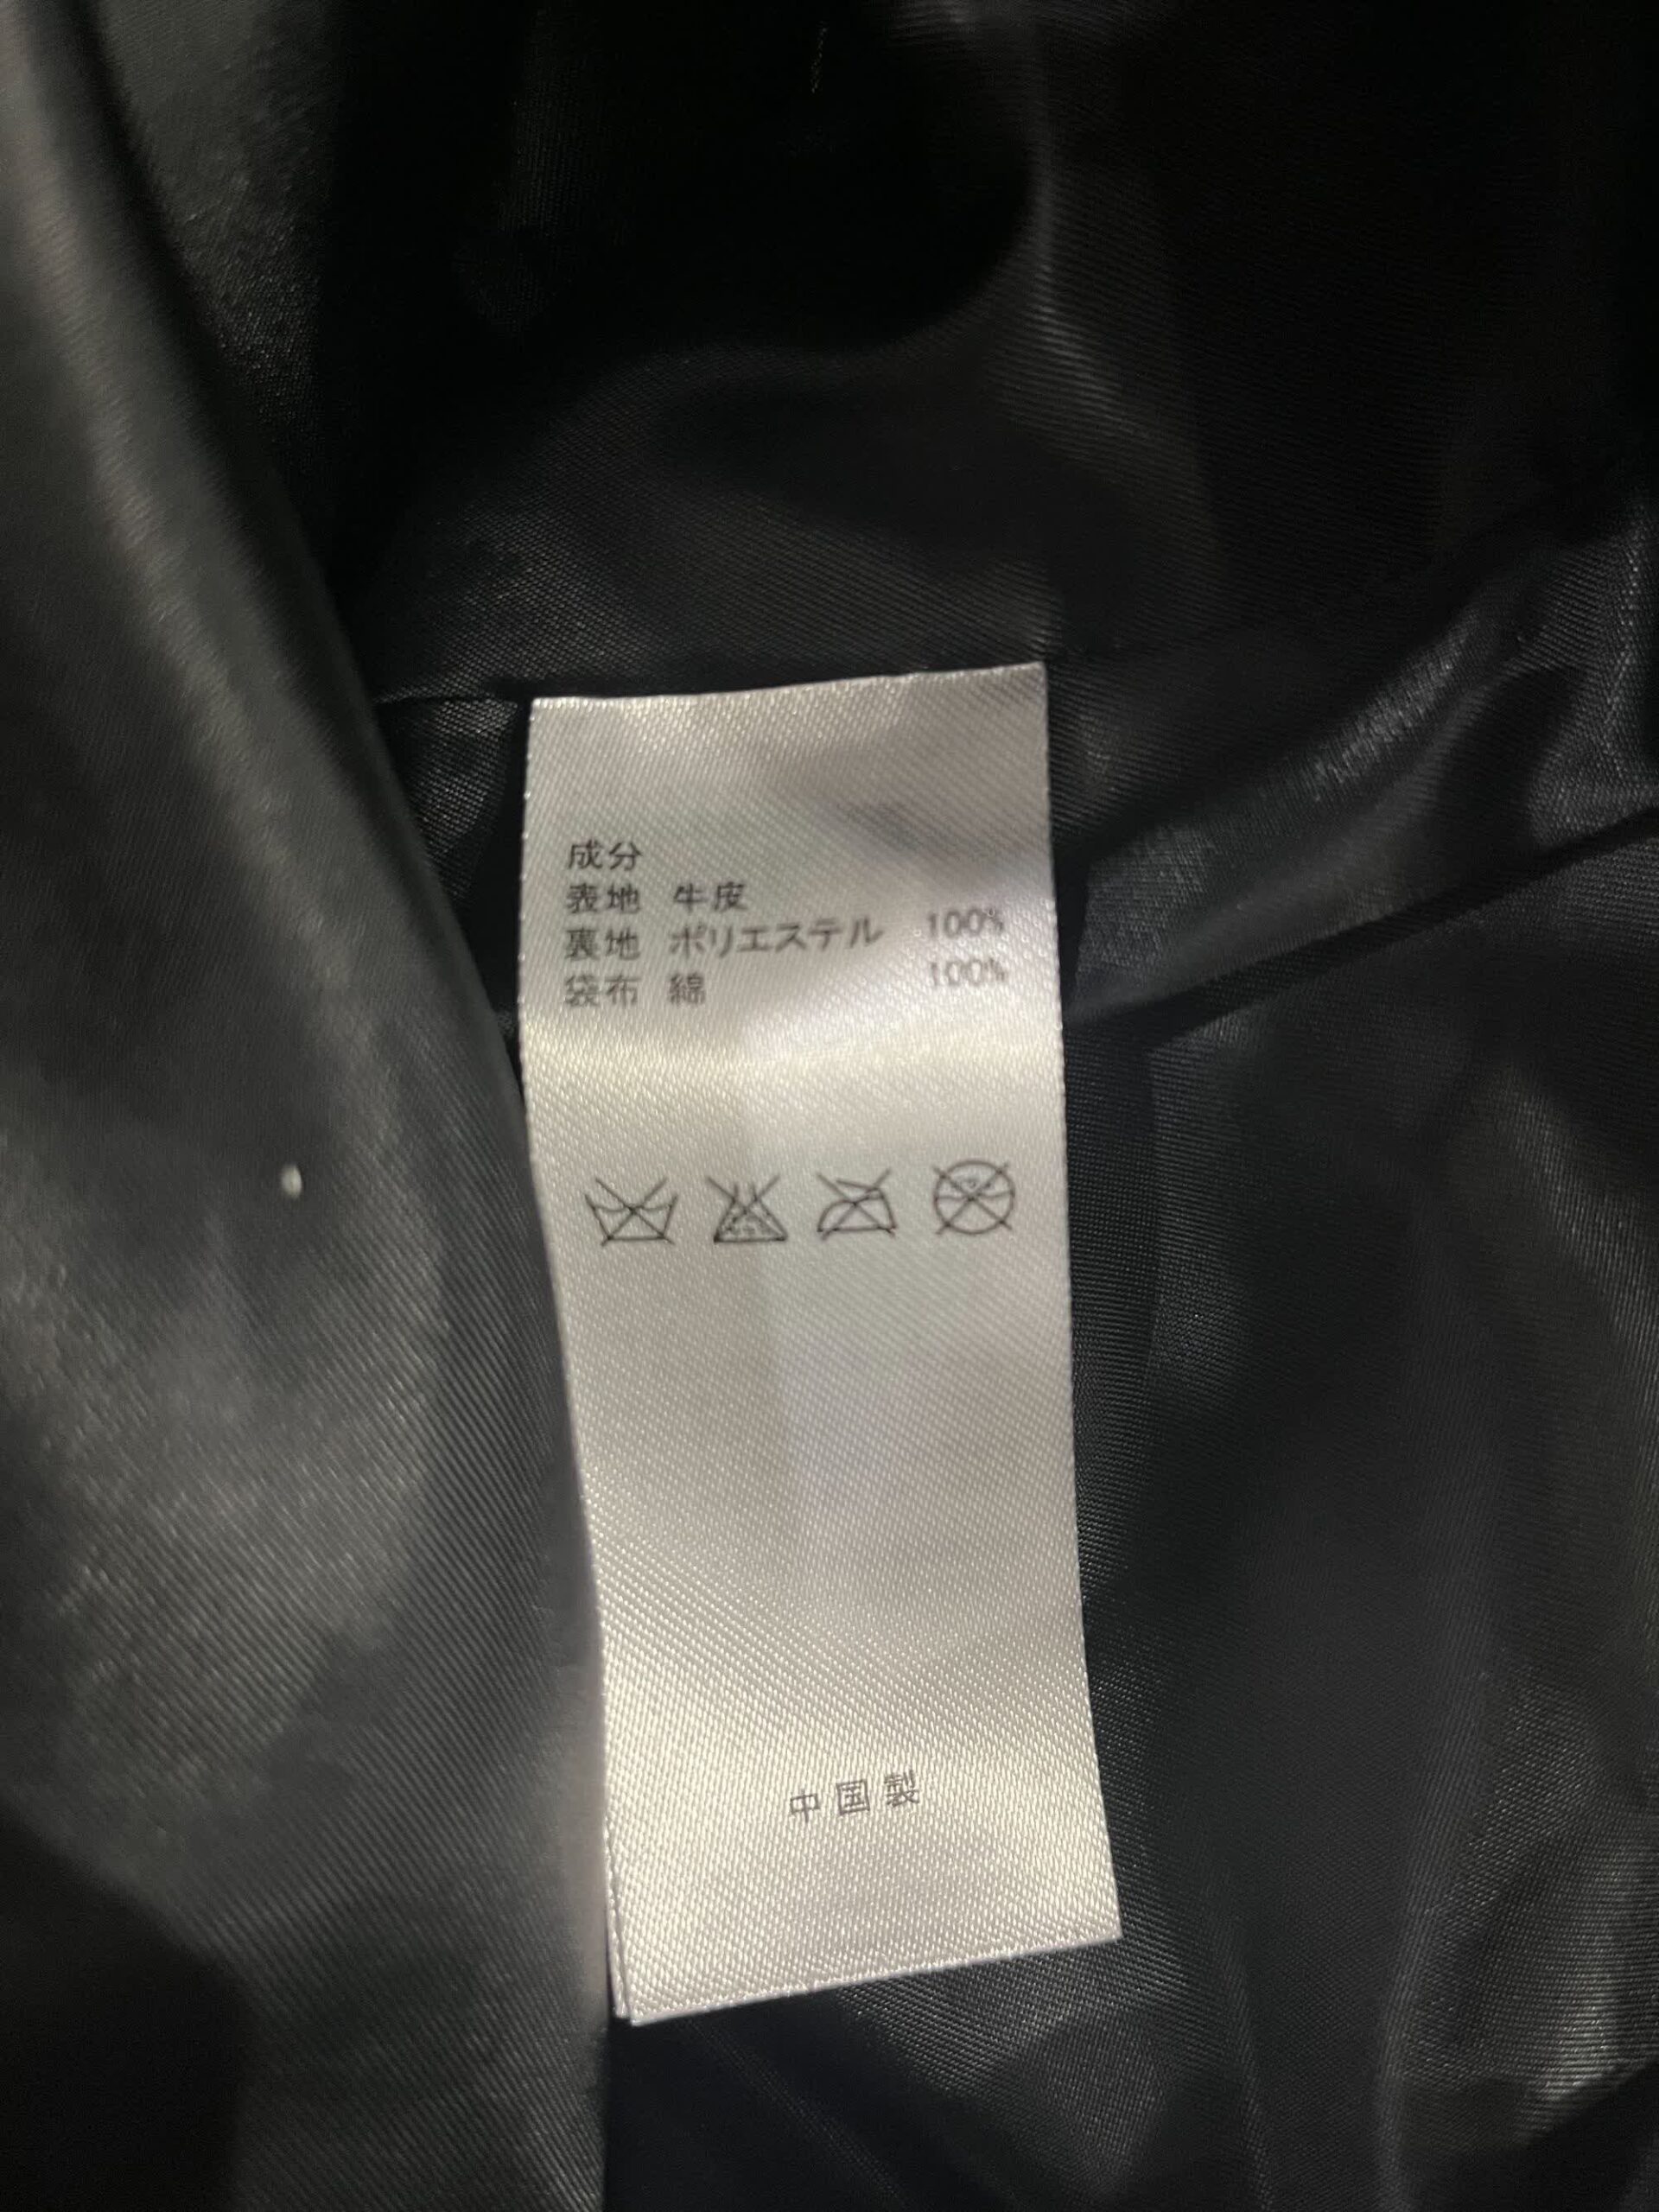 成分
表地 牛皮
裏地 ポリエステル 100%
袋布 綿 100%
中国製